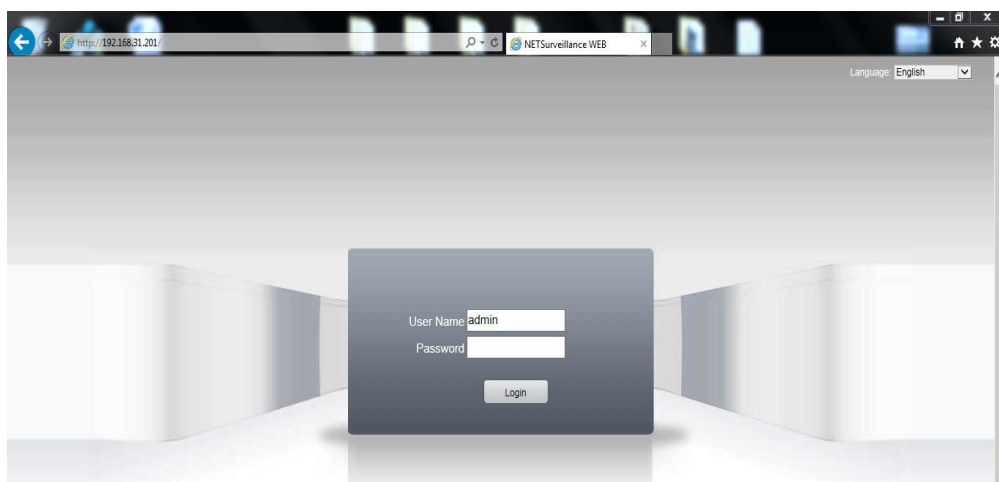 http://192.168.31.201/
NETSurveillance WEB
Language: English
User Name admin
Password
Login